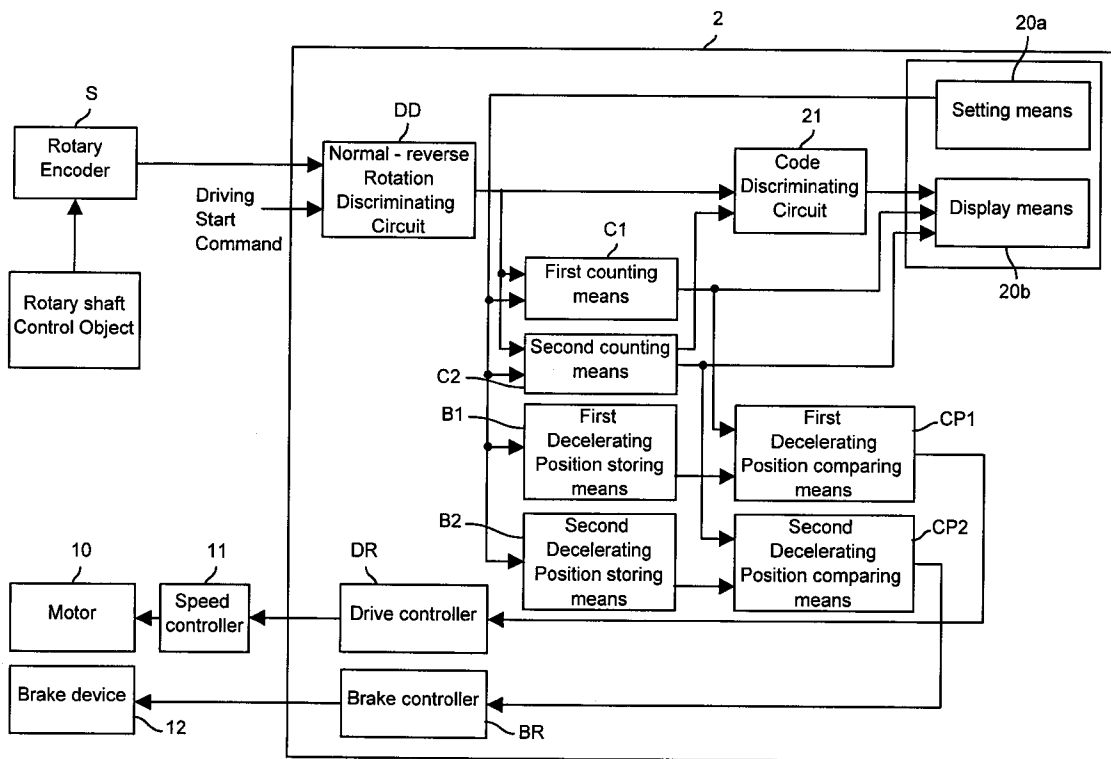 2
20a
S
DD
21
Rotary
Encoder
Normal - reverse
Rotation
Discriminating
Circuit
Code
Discriminating
Circuit
Setting means
Driving
Start
Command
Display means
C1
20b
Rotary shaft
Control Object
First counting
means
Second counting
means
C2
B1
First
Decelerating
Position storing
means
First
Decelerating
Position comparing
means
CP1
B2
Second
Decelerating
Position storing
means
Second
Decelerating
Position comparing
means
CP2
10
11
DR
Motor
Speed
controller
Drive controller
Brake device
Brake controller
12
BR